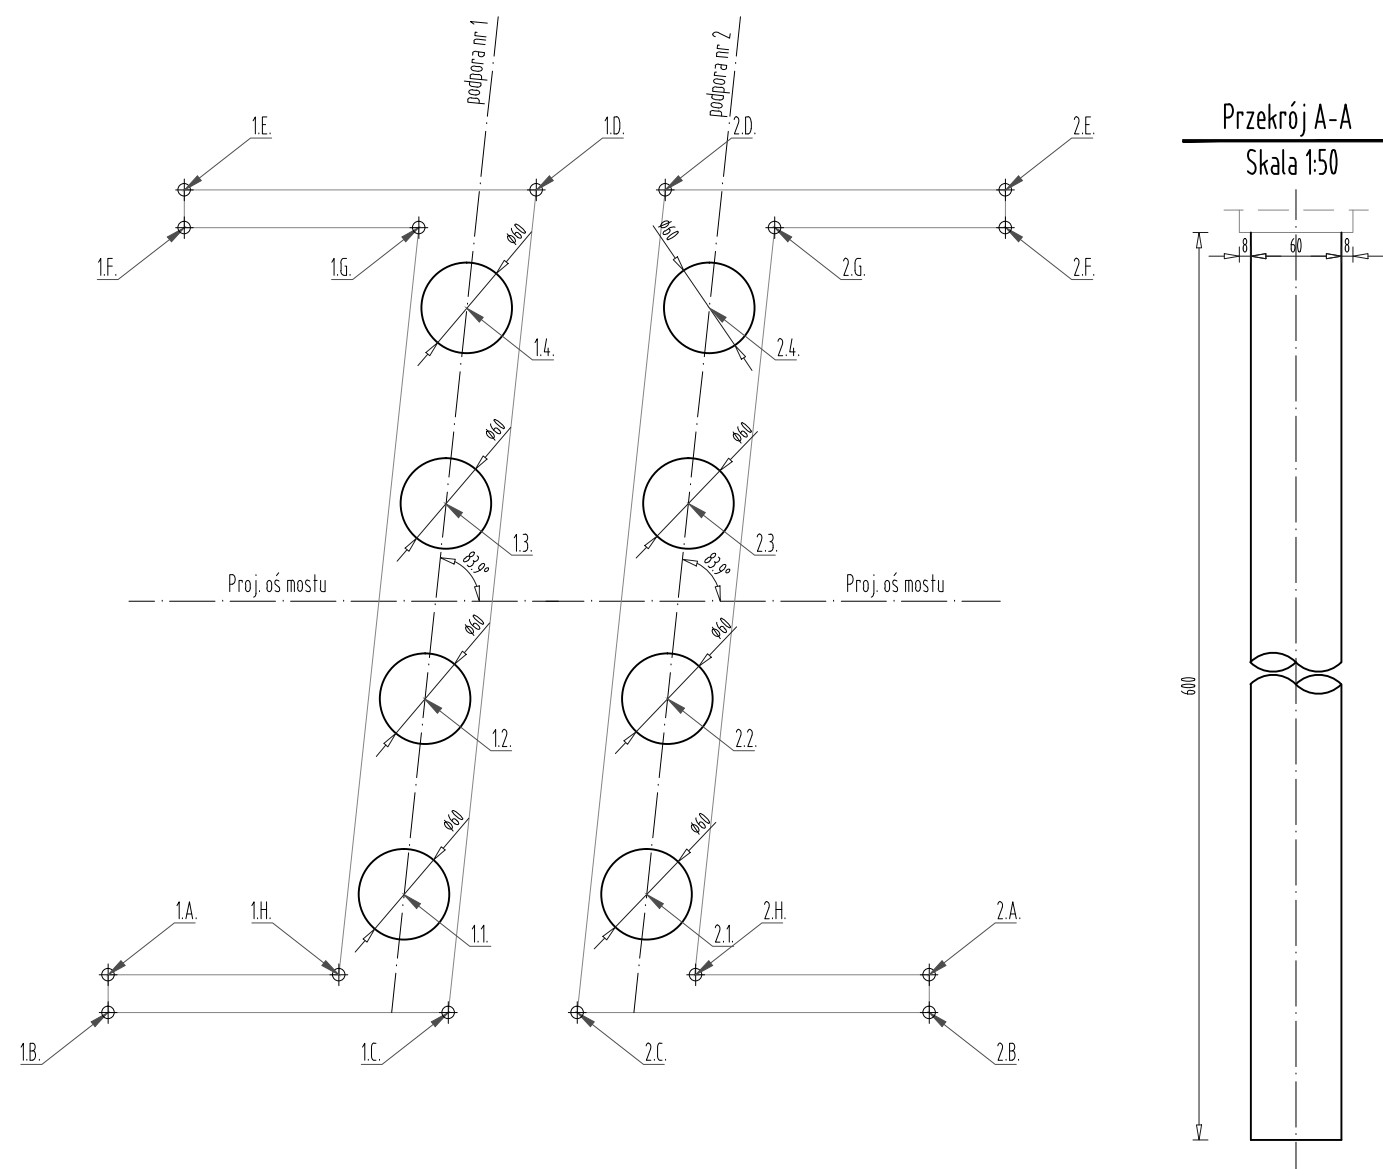 podpora nr 1
podpora nr 2
1.E.
1.D.
2.D.
2.E.
Przekrój A-A
Skala 1:50
1.F.
1.G.
ø60
ø60
2.G.
2.F.
8
60
8
1.4.
2.4.
ø60
ø60
1.3.
2.3.
83.9°
83.9°
Proj. oś mostu
Proj. oś mostu
ø60
ø60
600
1.2.
2.2.
ø60
ø60
1.A.
1.H.
1.1.
2.1.
2.H.
2.A.
1.B.
1.C.
2.C.
2.B.